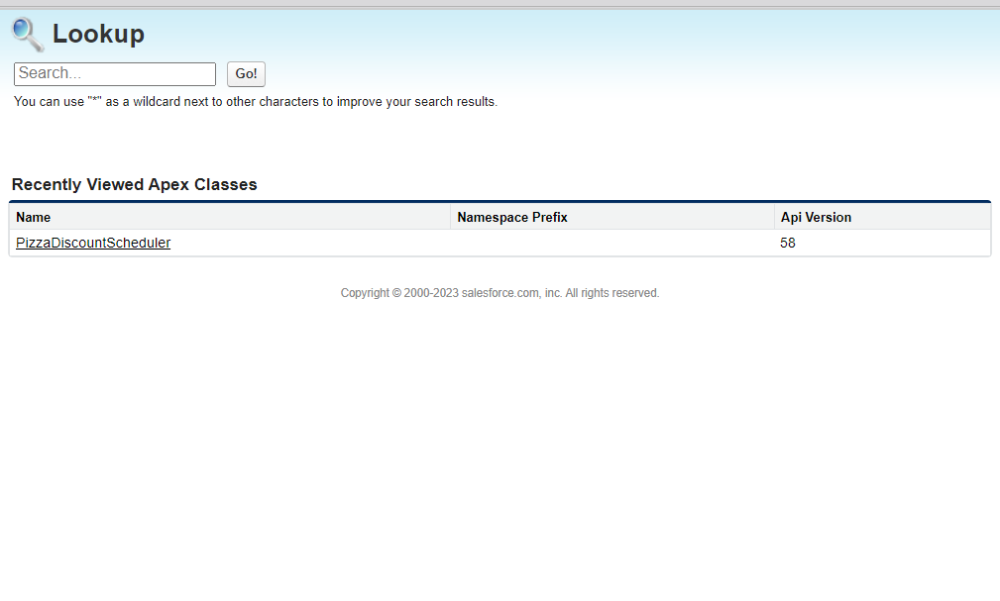 Lookup
Search...
Go!
You can use "*" as a wildcard next to other characters to improve your search results.
Recently Viewed Apex Classes
Name Namespace Prefix Api Version
PizzaDiscountScheduler 58
Copyright © 2000-2023 salesforce.com, inc. All rights reserved.